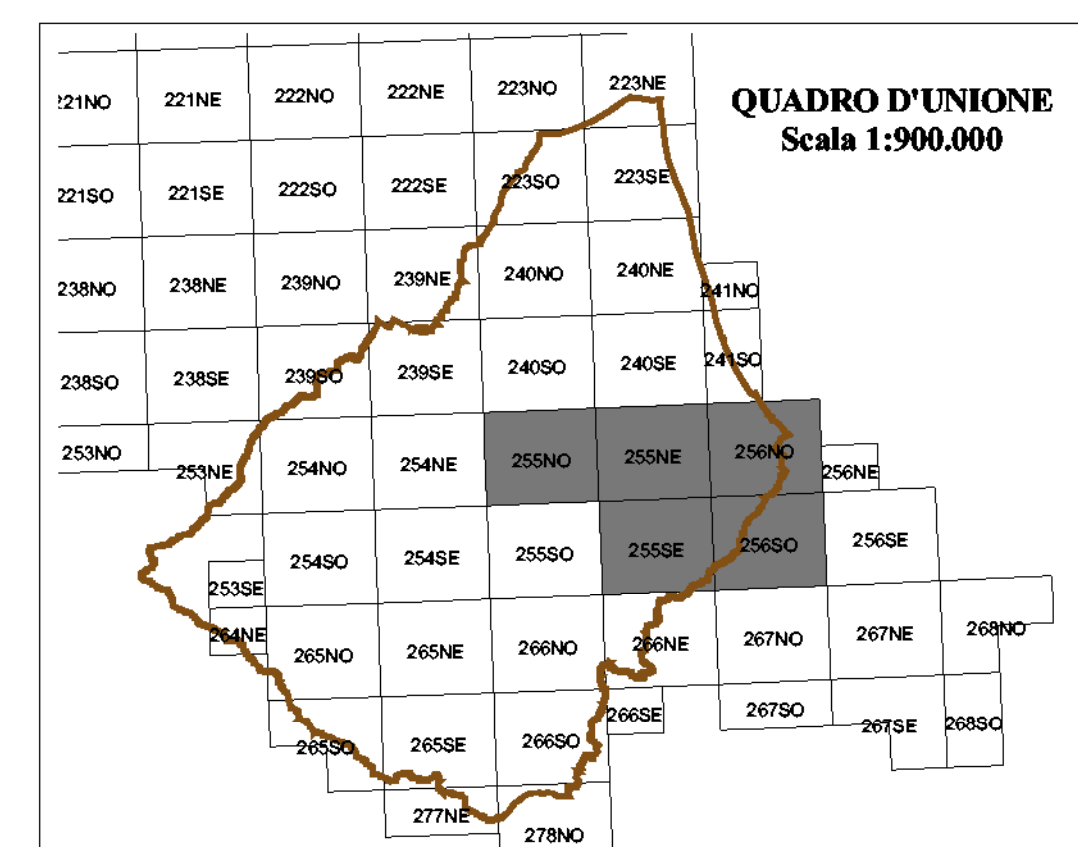 QUADRO D'UNIONE
Scala 1:900.000
221NO 221NE 222NO 222NE 223NO 223NE
221SO 221SE 222SO 222SE 223SO 223SE
238NO 238NE 239NO 239NE 240NO 240NE 241NO
238SO 238SE 239SO 239SE 240SO 240SE 241SO
253NO 253NE 254NO 254NE 255NO 255NE 256NO 256NE
253SE 254SO 254SE 255SO 255SE 256SO 256SE
264NE 265NO 265NE 266NO 266NE 267NO 267NE 268NO
265SO 265SE 266SO 266SE 267SO 267SE 268SO
277NE 278NO